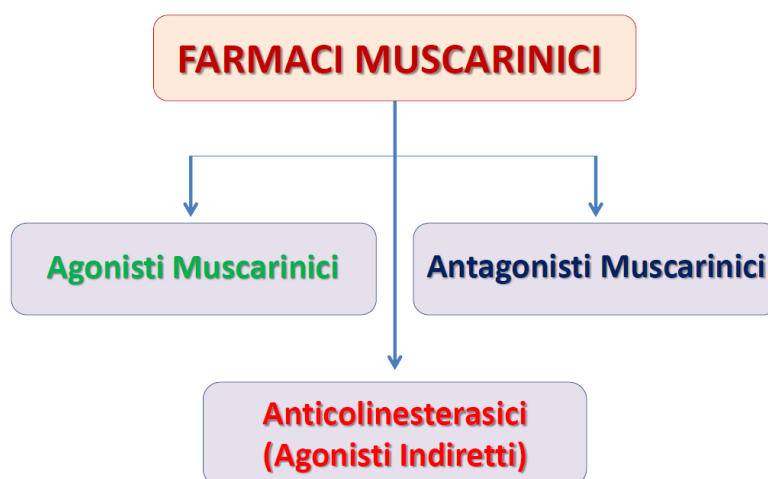 FARMACI MUSCARINICI
Agonisti Muscarinici
Antagonisti Muscarinici
Anticolinesterasici
(Agonisti Indiretti)